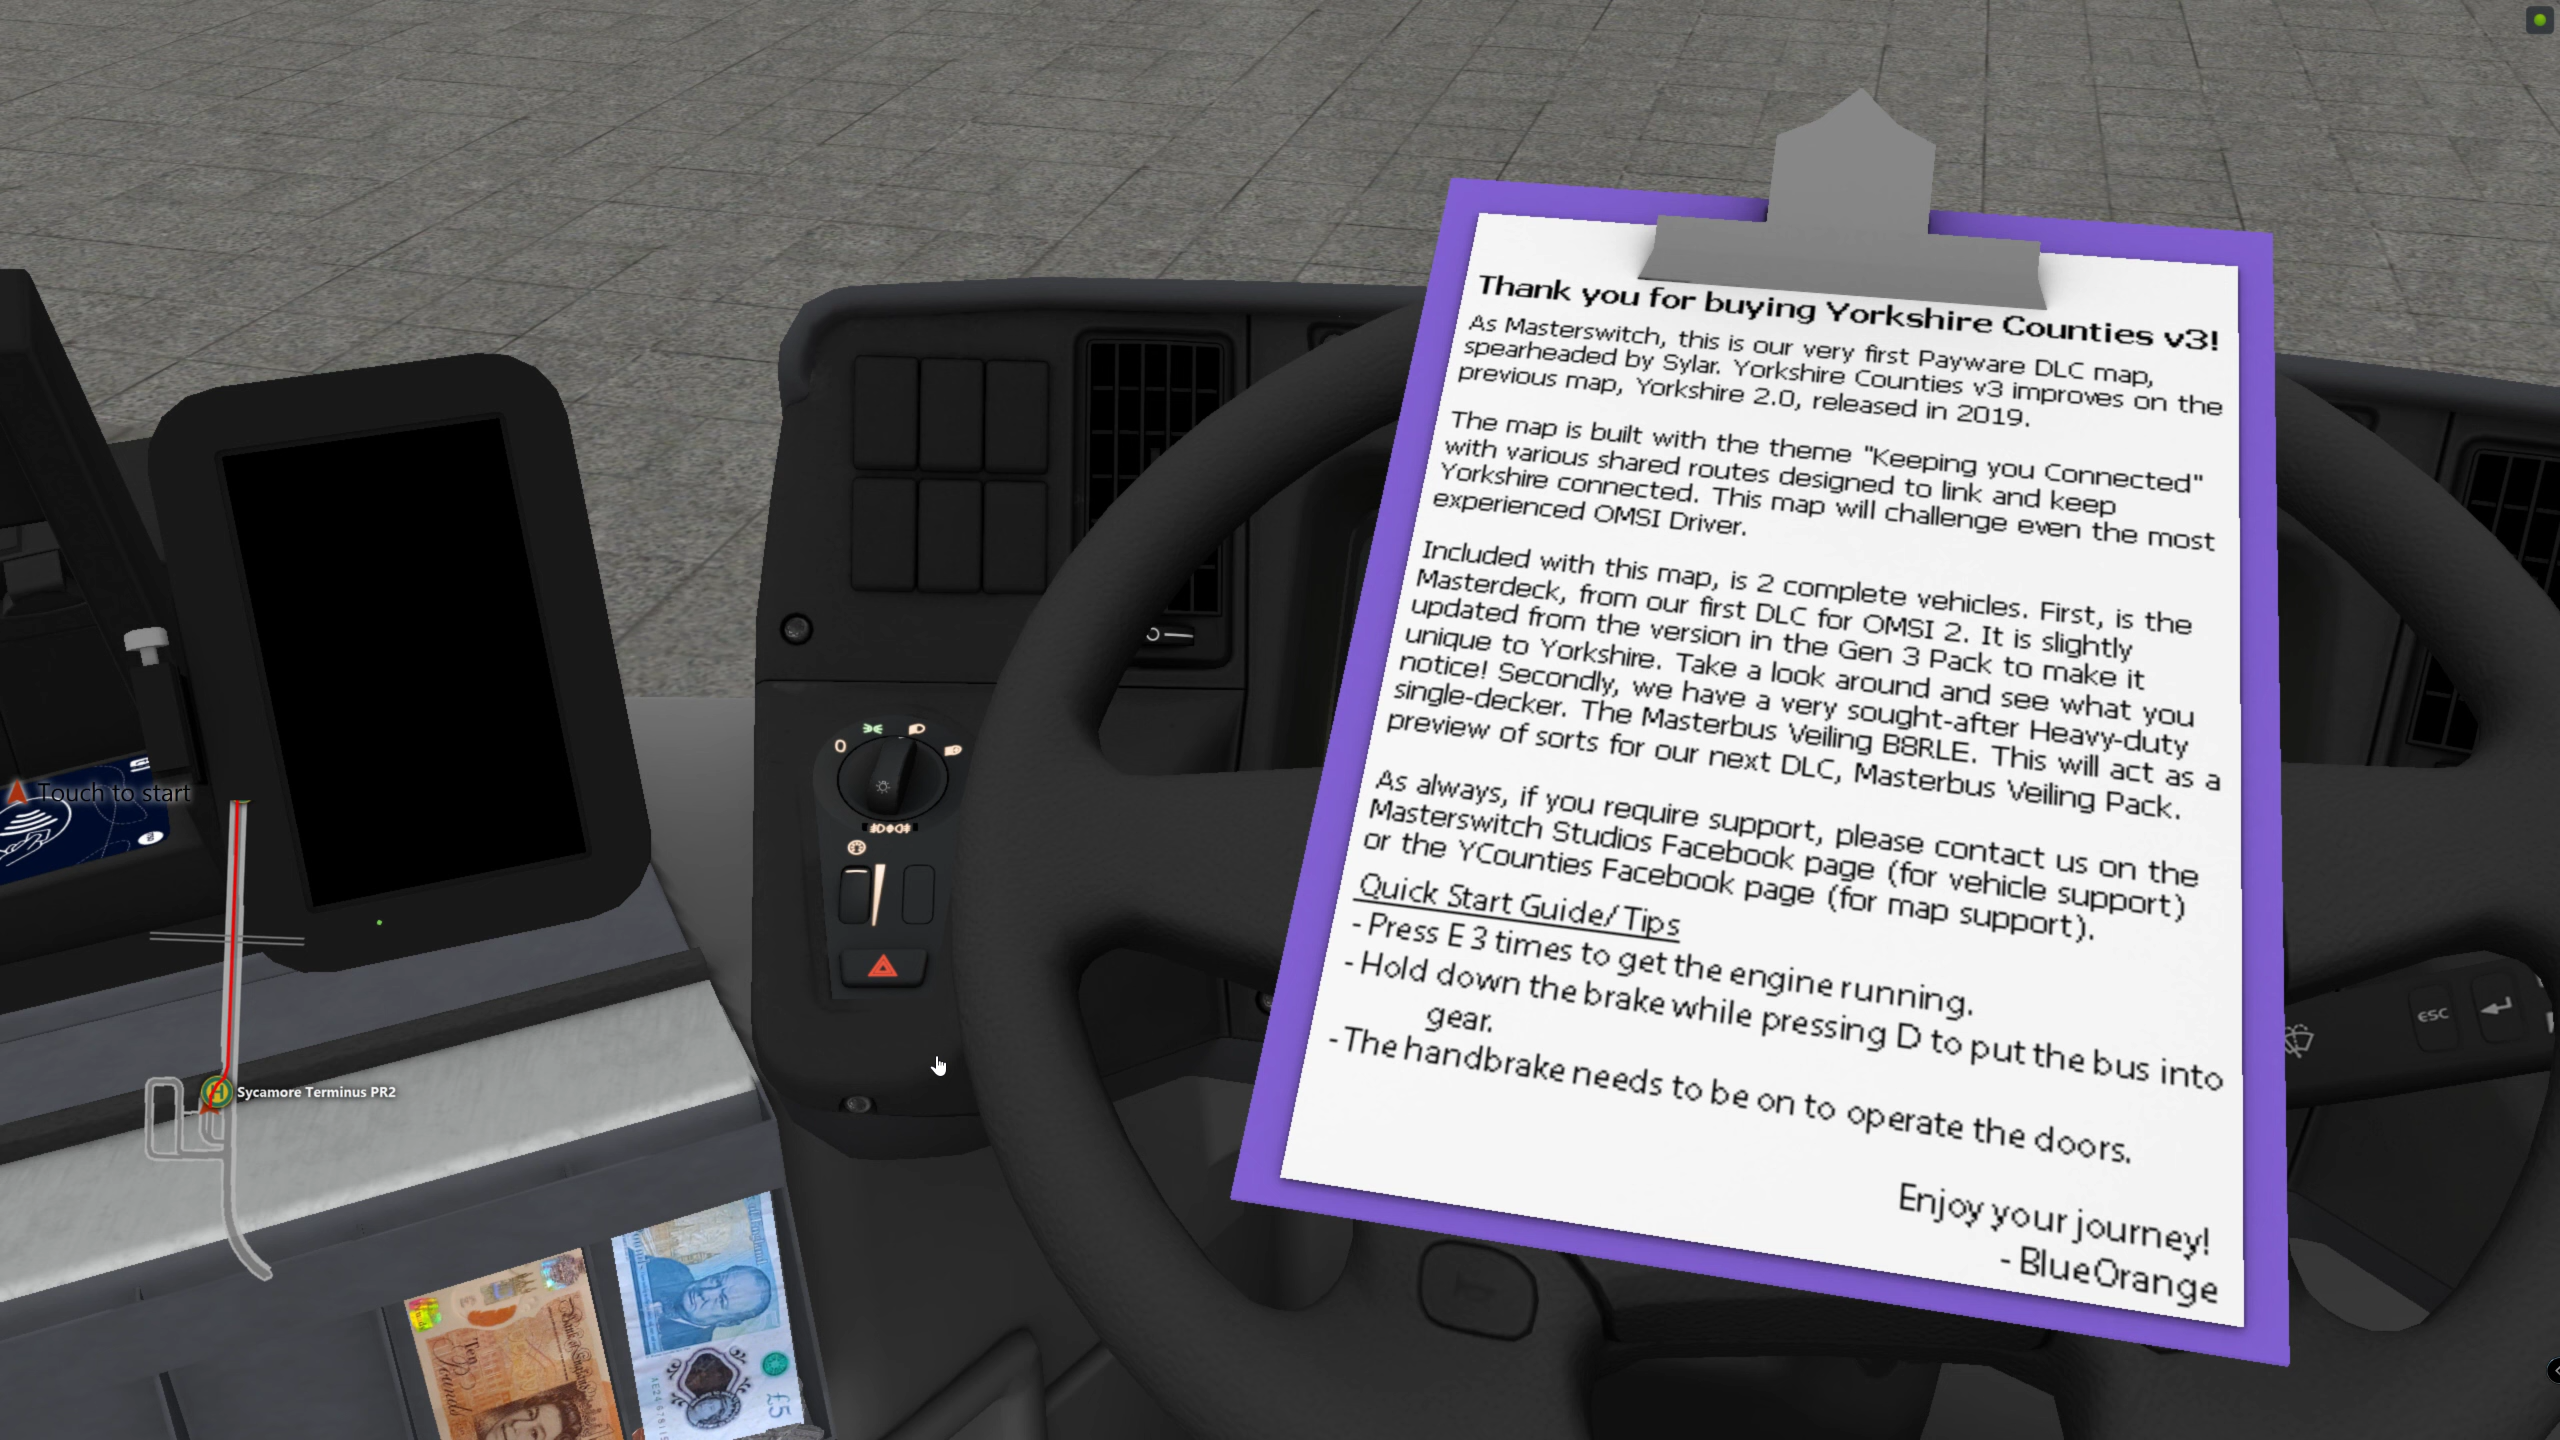 Thank you for buying Yorkshire Counties v3!
As Masterswitch, this is our very first Payware DLC map,
spearheaded by Sylar. Yorkshire Counties v3 improves on the
previous map, Yorkshire 2.0, released in 2019.
The map is built with the theme "Keeping you Connected"
with various shared routes designed to link and keep
Yorkshire connected. This map will challenge even the most
experienced OMSI Driver.
Included with this map, is 2 complete vehicles. First, is the
Masterdeck, from our first DLC for OMSI 2. It is slightly
updated from the version in the Gen 3 Pack to make it
unique to Yorkshire. Take a look around and see what you
notice! Secondly, we have a very sought-after Heavy-duty
single-decker. The Masterbus Veiling B8RLE. This will act as a
preview of sorts for our next DLC, Masterbus Veiling Pack.
As always, if you require support, please contact us on the
Masterswitch Studios Facebook page (for vehicle support)
or the YCounties Facebook page (for map support).
Quick Start Guide/ Tips
- Press E 3 times to get the engine running.
- Hold down the brake while pressing D to put the bus into
gear.
- The handbrake needs to be on to operate the doors.
Enjoy your journey!
- BlueOrange
Touch to start
H Sycamore Terminus PR2
0
ESC
Ten Pounds
£5